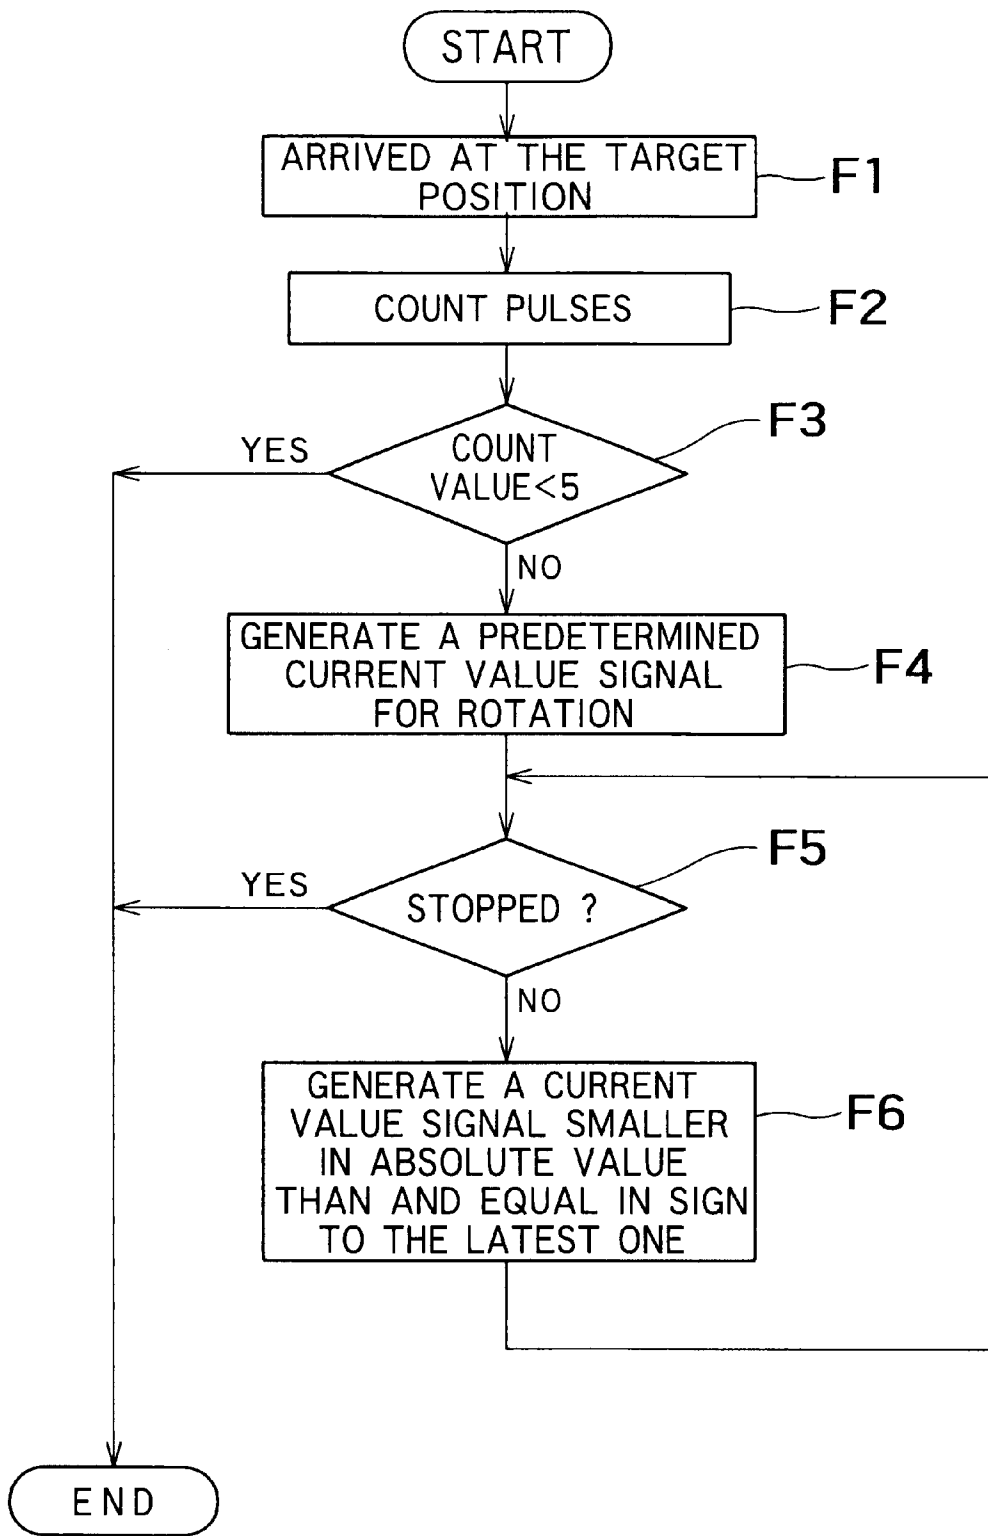 START
ARRIVED AT THE TARGET
POSITION
F1
COUNT PULSES
F2
F3
YES
COUNT
VALUE<5
NO
GENERATE A PREDETERMINED
CURRENT VALUE SIGNAL
FOR ROTATION
F4
F5
YES
STOPPED ?
NO
GENERATE A CURRENT
VALUE SIGNAL SMALLER
IN ABSOLUTE VALUE
THAN AND EQUAL IN SIGN
TO THE LATEST ONE
F6
END